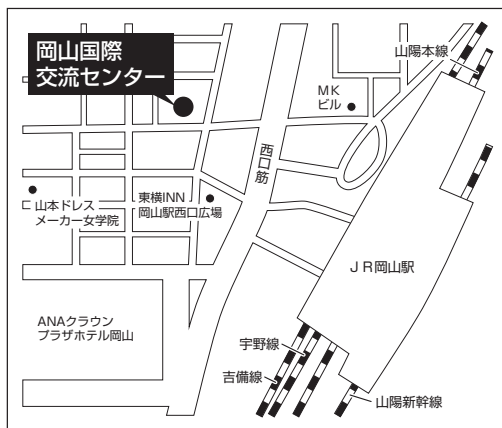 岡山国際
交流センター
山陽本線
MK
ビル
西口筋
山本ドレス
メーカー女学院
東横INN
岡山駅西口広場
JR岡山駅
ANAクラウン
プラザホテル岡山
宇野線
吉備線
山陽新幹線